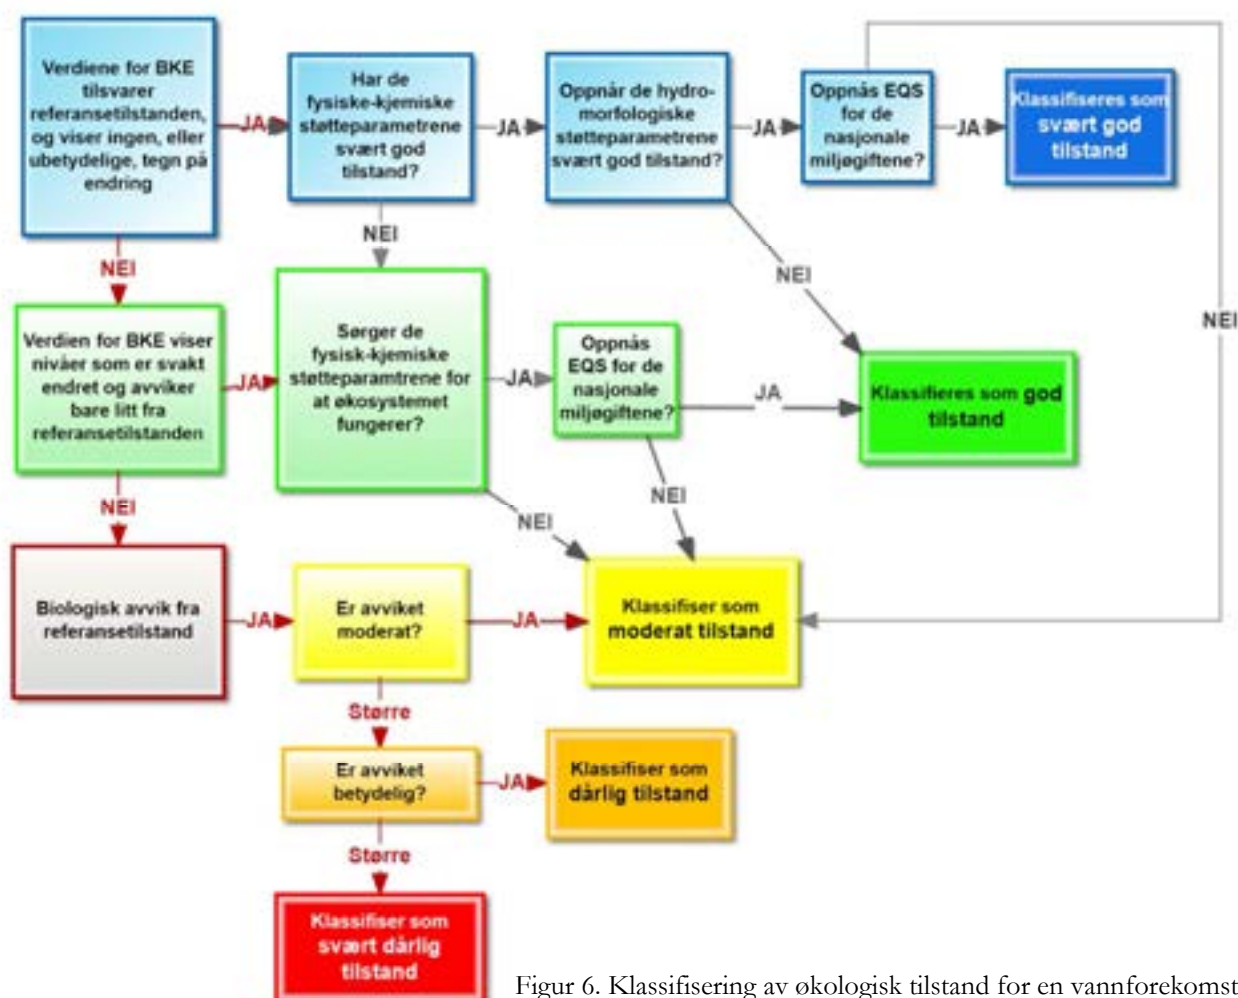 Verdiene for BKE
tilsvarer
referansetilstanden,
og viser ingen, eller
ubetydelige, tegn på
endring
JA
Har de
fysiske-kjemiske
støtteparametrene
svært god
tilstand?
JA
Oppnår de hydro-
morfologiske
støtteparametrene
svært god tilstand?
JA
Oppnås EQS
for de
nasjonale
miljøgiftene?
JA
Klassifiseres som
svært god
tilstand
NEI
NEI
NEI
NEI
Verdien for BKE viser
nivåer som er svakt
endret og avviker
bare litt fra
referansetilstanden
JA
Sørger de
fysisk-kjemiske
støtteparamtrene for
at økosystemet
fungerer?
JA
Oppnås
EQS for de
nasjonale
miljøgiftene?
JA
Klassifieres som god
tilstand
NEI
NEI
NEI
Biologisk avvik fra
referansetilstand
JA
Er avviket
moderat?
JA
Klassifiser som
moderat tilstand
Større
Er avviket
betydelig?
JA
Klassifiser som
dårlig tilstand
Større
Klassifiser som
svært dårlig
tilstand
Figur 6. Klassifisering av økologisk tilstand for en vannforekomst